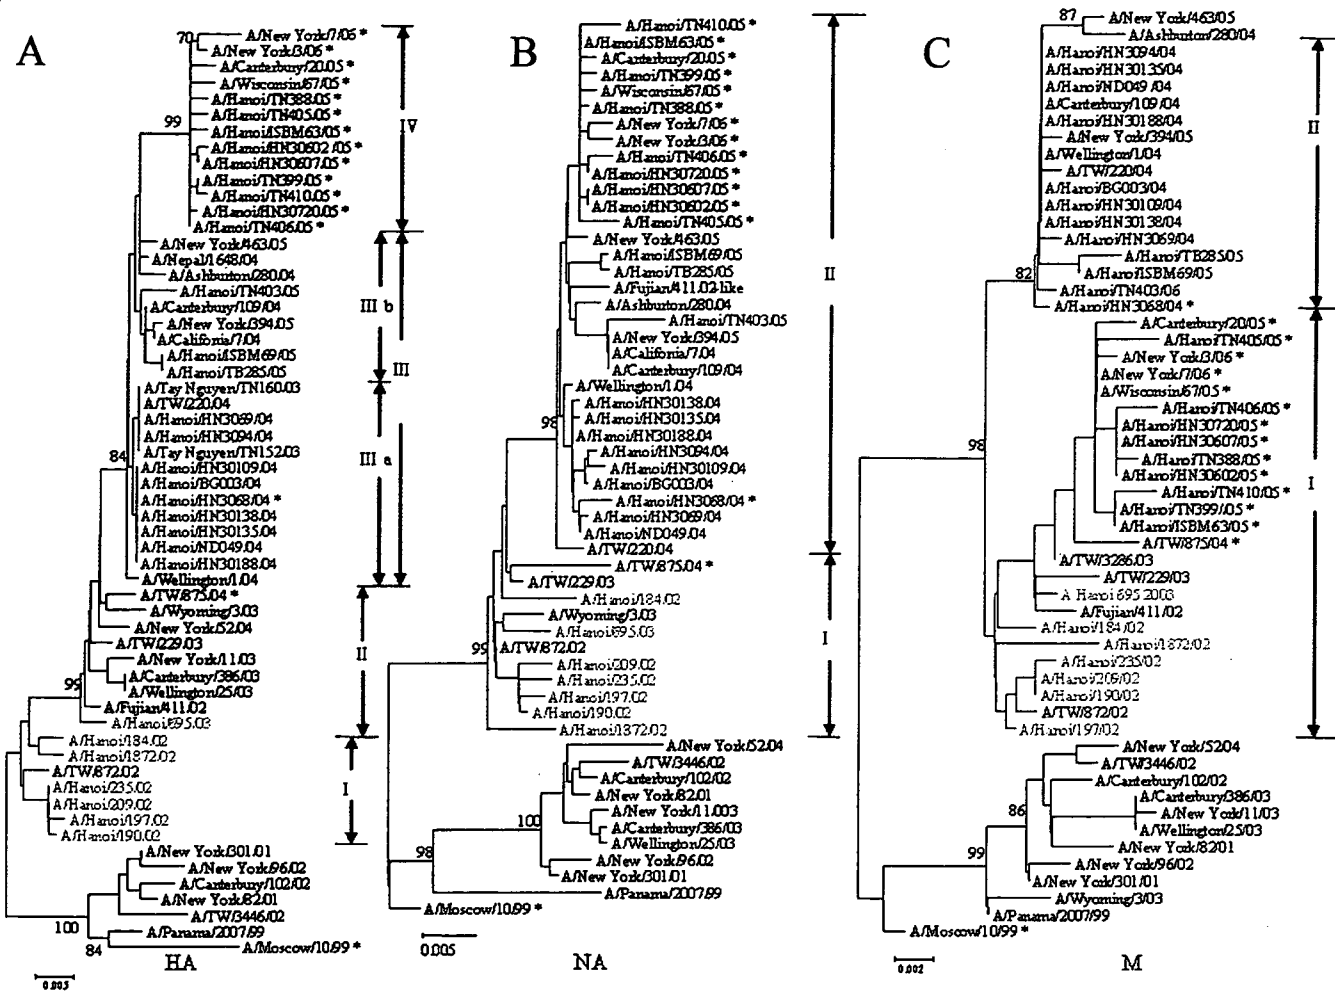 A
70
A/New York/7/06 *
A/New York/3/06 *
A/Canterbury/20.05 *
A/Wisconsin/67/05 *
A/Hanoi/TN388.05 *
A/Hanoi/TN405.05 *
A/Hanoi/ISBM63/05 *
99
A/Hanoi/HN30602 /05 *
A/Hanoi/HN30607.05 *
A/Hanoi/TN399.05 *
A/Hanoi/TN410.05 *
A/Hanoi/HN30720.05 *
A/Hanoi/TN406.05 *
IV
A/New York/463.05
A/Nepal/1648/04
A/Ashburton/280.04
A/Hanoi/TN403/05
A/Canterbury/109/04
A/New York/394.05
A/Califonia/7.04
A/Hanoi/ISBM69/05
A/Hanoi/TB285/05
III b
III
A/Tay Nguyen/TN160.03
A/TW/220.04
A/Hanoi/HN3069/04
A/Hanoi/HN3094/04
A/Tay Nguyen/TN152.03
84
A/Hanoi/HN30109.04
A/Hanoi/BG003/04
A/Hanoi/HN3068/04 *
A/Hanoi/HN30138.04
A/Hanoi/HN30135.04
A/Hanoi/ND049.04
A/Hanoi/HN30188.04
A/Wellington/1.04
III a
A/TW/875.04 *
A/Wyoming/3.03
A/New York/52.04
A/TW/229.03
A/New York/11.03
A/Canterbury/386/03
A/Wellington/25/03
99
A/Fujian/411.02
A/Hanoi/695.03
II
A/Hanoi/184.02
A/Hanoi/1872.02
A/TW/872.02
A/Hanoi/235.02
A/Hanoi/209.02
A/Hanoi/197.02
A/Hanoi/190.02
I
A/New York/301/01
A/New York/96.02
A/Canterbury/102/02
A/New York/82.01
A/TW/3446/02
100
A/Panama/2007/99
84
A/Moscow/10/99 *
0.005
HA
B
A/Hanoi/TN410/05 *
A/Hanoi/ISBM63/05 *
A/Canterbury/20.05 *
A/Hanoi/TN399.05 *
A/Wisconsin/67/05 *
A/Hanoi/TN388.05 *
A/New York/7/06 *
A/New York/3/06 *
A/Hanoi/TN406.05 *
A/Hanoi/HN30720.05 *
A/Hanoi/HN30607.05 *
A/Hanoi/HN30602.05 *
A/Hanoi/TN405.05 *
A/New York/463.05
A/Hanoi/ISBM69/05
A/Hanoi/TB285/05
A/Fujian/411.02-like
A/Ashburton/280.04
A/Hanoi/TN403/05
A/New York/394.05
A/Califonia/7.04
A/Canterbury/109/04
A/Wellington/1.04
A/Hanoi/HN30138.04
A/Hanoi/HN30135.04
98
A/Hanoi/HN30188.04
A/Hanoi/HN3094/04
A/Hanoi/HN30109.04
A/Hanoi/BG003/04
A/Hanoi/HN3068/04 *
A/Hanoi/HN3069/04
A/Hanoi/ND049.04
A/TW/220.04
II
A/TW/875.04 *
A/TW/229.03
A/Hanoi/184.02
A/Wyoming/3.03
A/Hanoi/695.03
99
A/TW/872.02
A/Hanoi/209.02
A/Hanoi/235.02
A/Hanoi/197.02
A/Hanoi/190.02
A/Hanoi/1872.02
I
A/New York/52.04
A/TW/3446/02
A/Canterbury/102/02
A/New York/82.01
A/New York/11.003
100
A/Canterbury/386/03
A/Wellington/25/03
98
A/New York/96.02
A/New York/301/01
A/Panama/2007/99
A/Moscow/10/99 *
0.005
NA
C
87
A/New York/463/05
A/Ashburton/280/04
A/Hanoi/HN3094/04
A/Hanoi/HN30135/04
A/Hanoi/ND049 /04
A/Canterbury/109 /04
A/Hanoi/HN30188/04
A/New York/394/05
A/Wellington/1/04
A/TW/220/04
A/Hanoi/BG003/04
A/Hanoi/HN30109/04
A/Hanoi/HN30138/04
A/Hanoi/HN3069/04
A/Hanoi/TB285/05
82
A/Hanoi/ISBM69/05
A/Hanoi/TN403/06
A/Hanoi/HN3068/04 *
II
A/Canterbury/20/05 *
A/Hanoi/TN405/05 *
A/New York/3/06 *
A/New York/7/06 *
A/Wisconsin/67/05 *
A/Hanoi/TN406/05 *
A/Hanoi/HN30720/05 *
98
A/Hanoi/HN30607/05 *
A/Hanoi/TN388/05 *
A/Hanoi/HN30602/05 *
A/Hanoi/TN410/05 *
A/Hanoi/TN399/.05 *
A/Hanoi/ISBM63/05 *
A/TW/875/04 *
A/TW/3286.03
A/TW/229/03
A/Hanoi 695 2003
A/Fujian/411/02
A/Hanoi/184/02
A/Hanoi/1872/02
A/Hanoi/235/02
A/Hanoi/209/02
A/Hanoi/190/02
A/TW/872/02
A/Hanoi/197/02
I
A/New York/52.04
A/TW/3446/02
A/Canterbury/102/02
A/Canterbury/386/03
86
A/New York/11/03
A/Wellington/25/03
A/New York/82/01
99
A/New York/96/02
A/New York/301/01
A/Wyoming/3/03
A/Panama/2007/99
A/Moscow/10/99 *
0.002
M